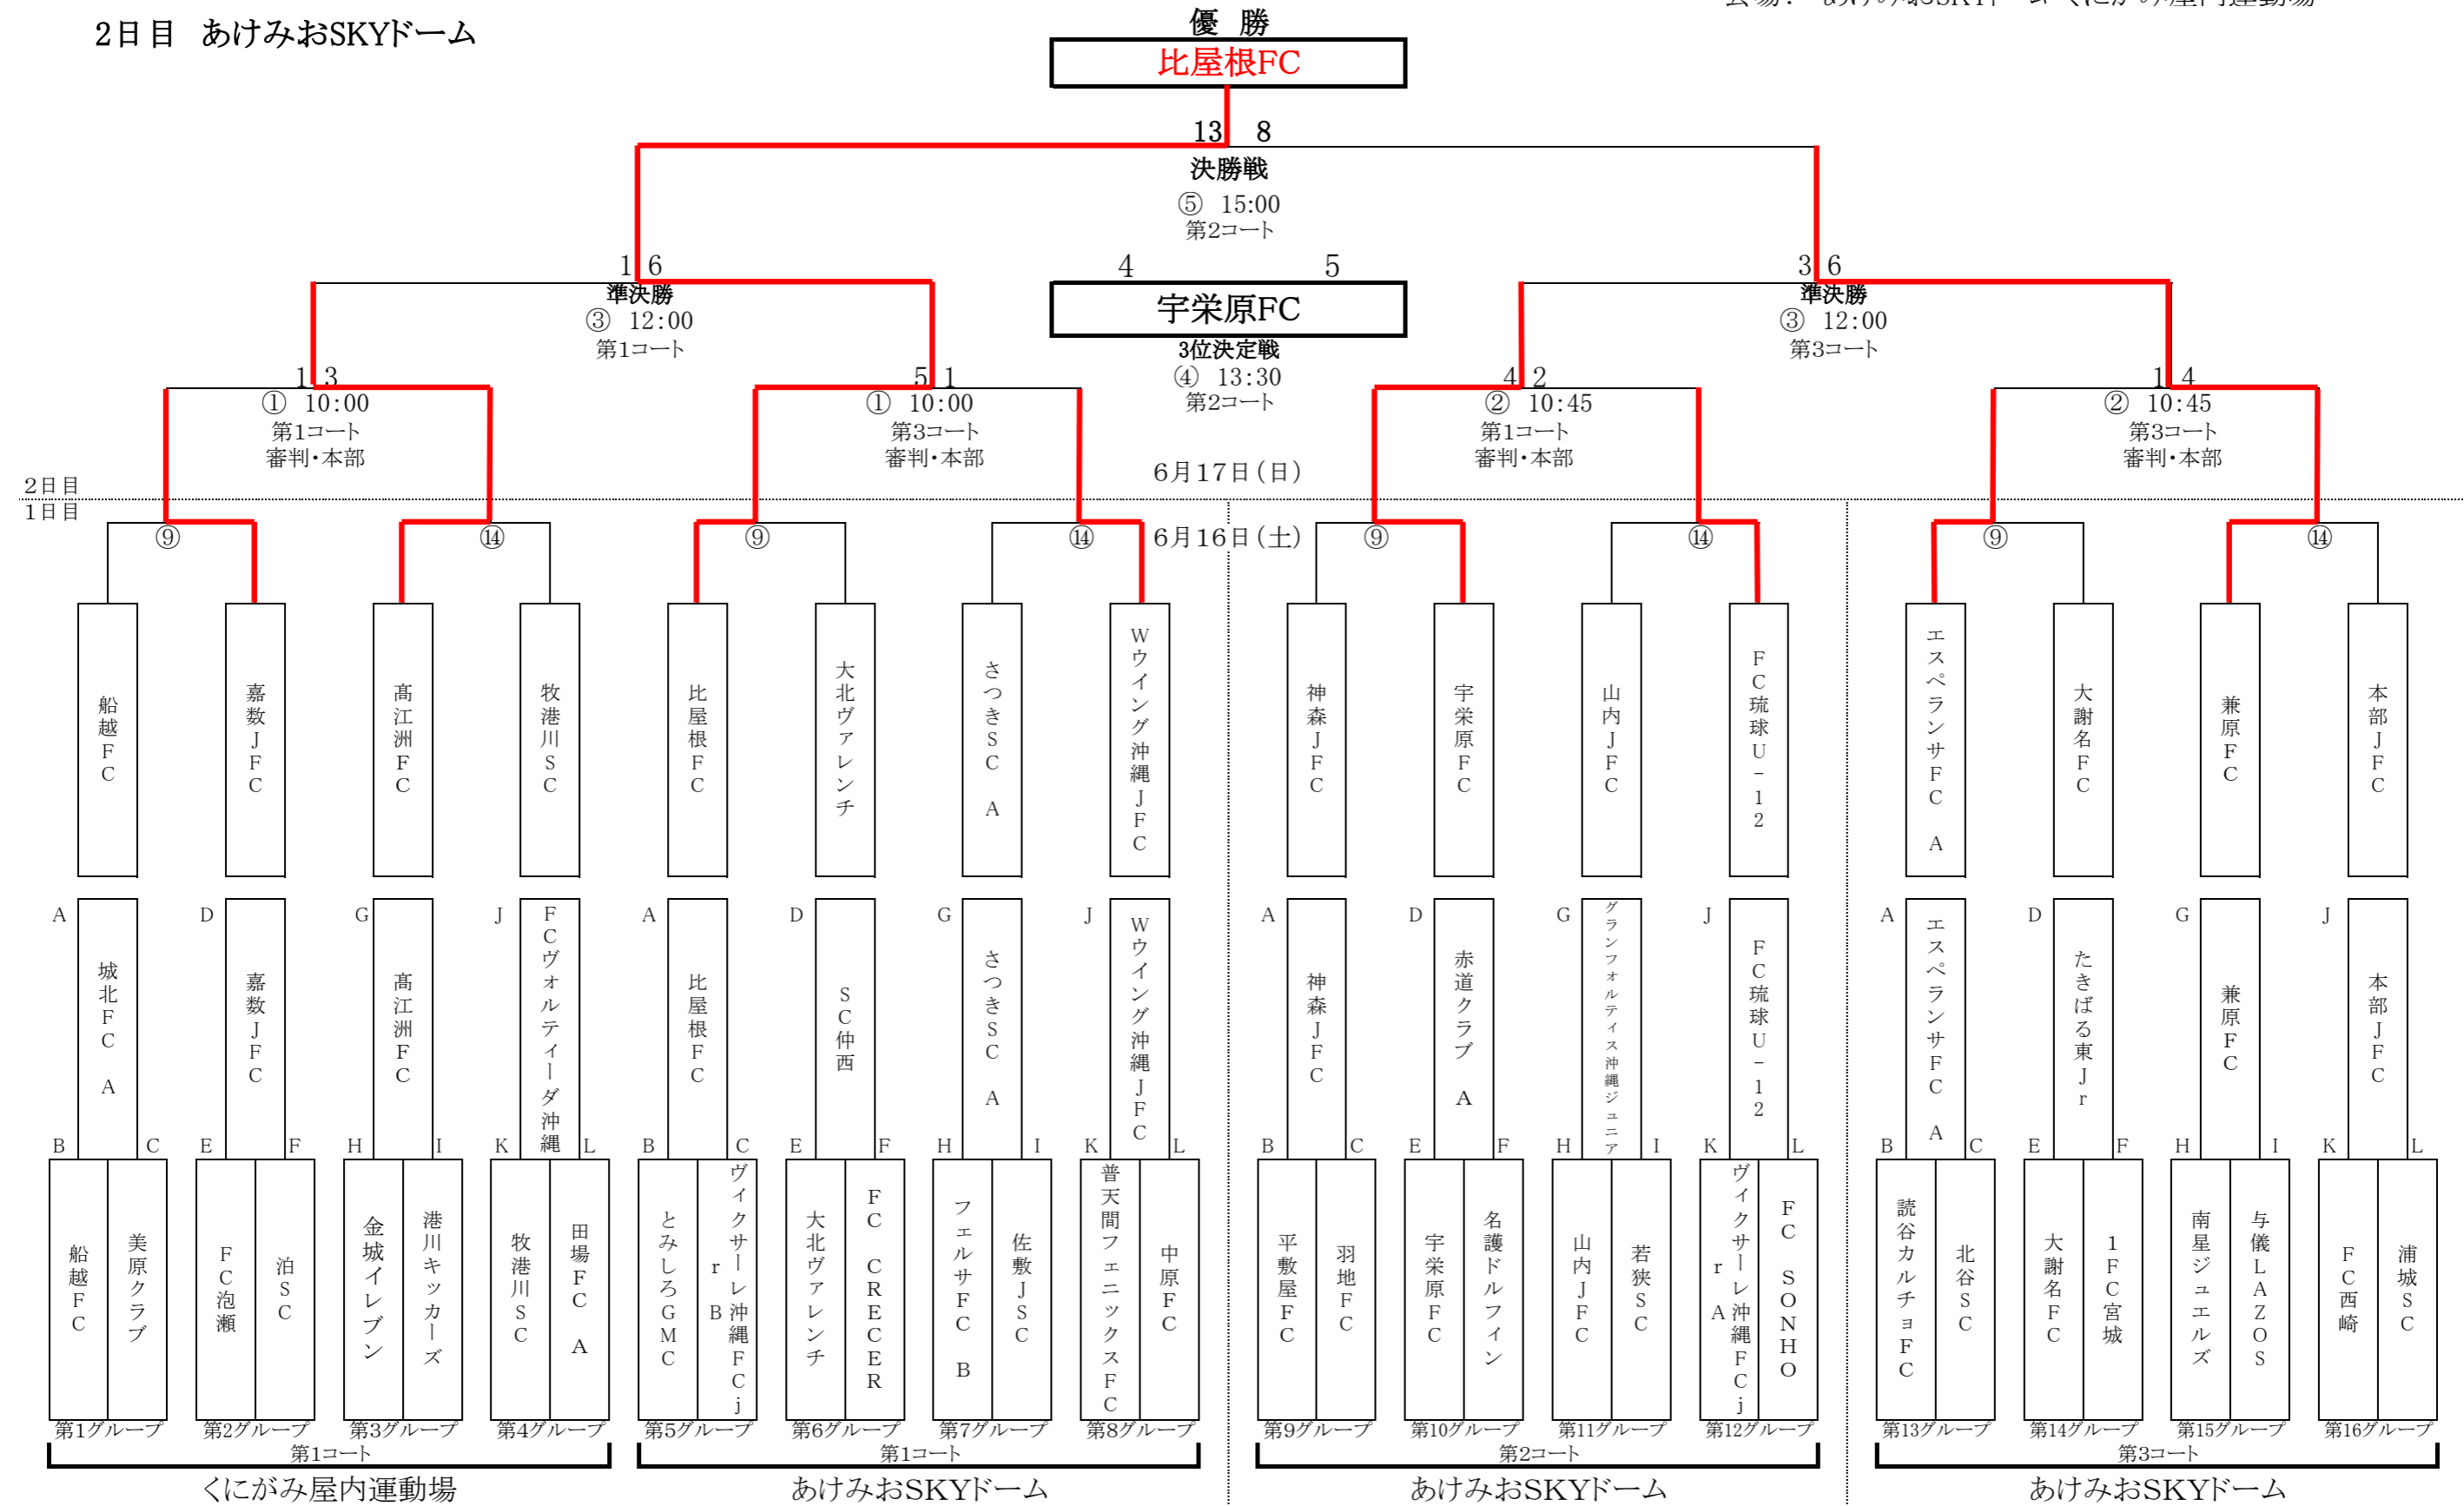 会場： あけみおSKYドーム くにがみ屋内運動場
2日目 あけみおSKYドーム
優 勝
比屋根FC
13 8
決勝戦
⑤ 15:00
第2コート
1 6
準決勝
③ 12:00
第1コート
4 5
宇栄原FC
3位決定戦
④ 13:30
第2コート
3 6
準決勝
③ 12:00
第3コート
1 3
① 10:00
第1コート
審判・本部
5 1
① 10:00
第3コート
審判・本部
4 2
② 10:45
第1コート
審判・本部
1 4
② 10:45
第3コート
審判・本部
6月17日（日）
2日目
1日目
6月16日（土）
⑨ ⑭ ⑨ ⑭ ⑨ ⑭ ⑨ ⑭
船越FC
嘉数JFC
髙江洲FC
牧港川SC
比屋根FC
大北ヴァレンチ
さつきSC A
Wウイング沖縄JFC
神森JFC
宇栄原FC
山内JFC
FC琉球U-12
エスペランサFC A
大謝名FC
兼原FC
本部JFC
A D G J A D G J A D G J A D G J
城北FC A
嘉数JFC
髙江洲FC
FCヴォルティーダ沖縄
比屋根FC
SC仲西
さつきSC A
Wウイング沖縄JFC
神森JFC
赤道クラブ A
グランフォルティス沖縄ジュニア
FC琉球U-12
エスペランサFC A
たきばる東Jr
兼原FC
本部JFC
B C E F H I K L B C E F H I K L B C E F H I K L B C E F H I K L
船越FC
美原クラブ
FC泡瀬
泊SC
金城イレブン
港川キッカーズ
牧港川SC
田場FC A
とみしろGMC
ヴィクサーレ沖縄FCjr B
大北ヴァレンチ
FC CRECER
フェルサFC B
佐敷JSC
普天間フェニックスFC
中原FC
平敷屋FC
羽地FC
宇栄原FC
名護ドルフィン
山内JFC
若狭SC
ヴィクサーレ沖縄FCjr A
FC SONHO
読谷カルチョFC
北谷SC
大謝名FC
1FC宮城
南星ジュエルズ
与儀LAZOS
FC西崎
浦城SC
第1グループ 第2グループ 第3グループ 第4グループ 第5グループ 第6グループ 第7グループ 第8グループ 第9グループ 第10グループ 第11グループ 第12グループ 第13グループ 第14グループ 第15グループ 第16グループ
第1コート 第1コート 第2コート 第3コート
くにがみ屋内運動場 あけみおSKYドーム あけみおSKYドーム あけみおSKYドーム